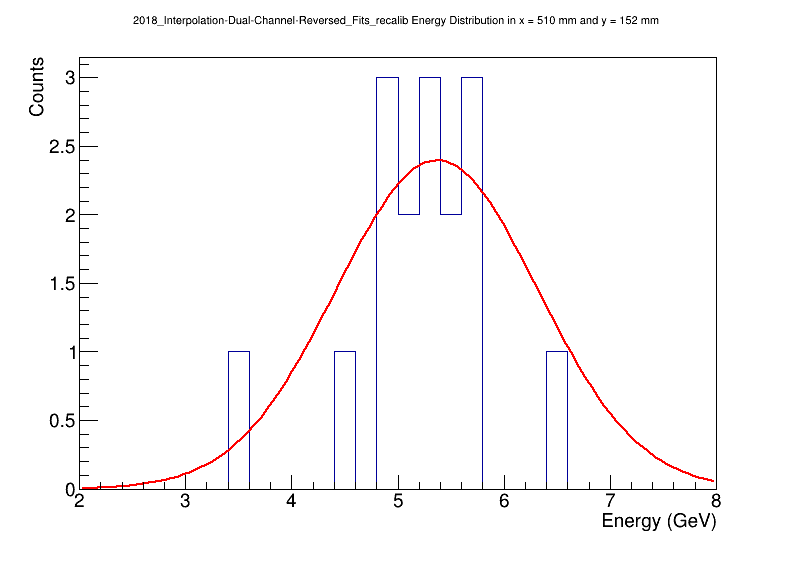 2018_Interpolation-Dual-Channel-Reversed_Fits_recalib Energy Distribution in x = 510 mm and y = 152 mm
Counts
3
2.5
2
1.5
1
0.5
0
2 3 4 5 6 7 8
Energy (GeV)